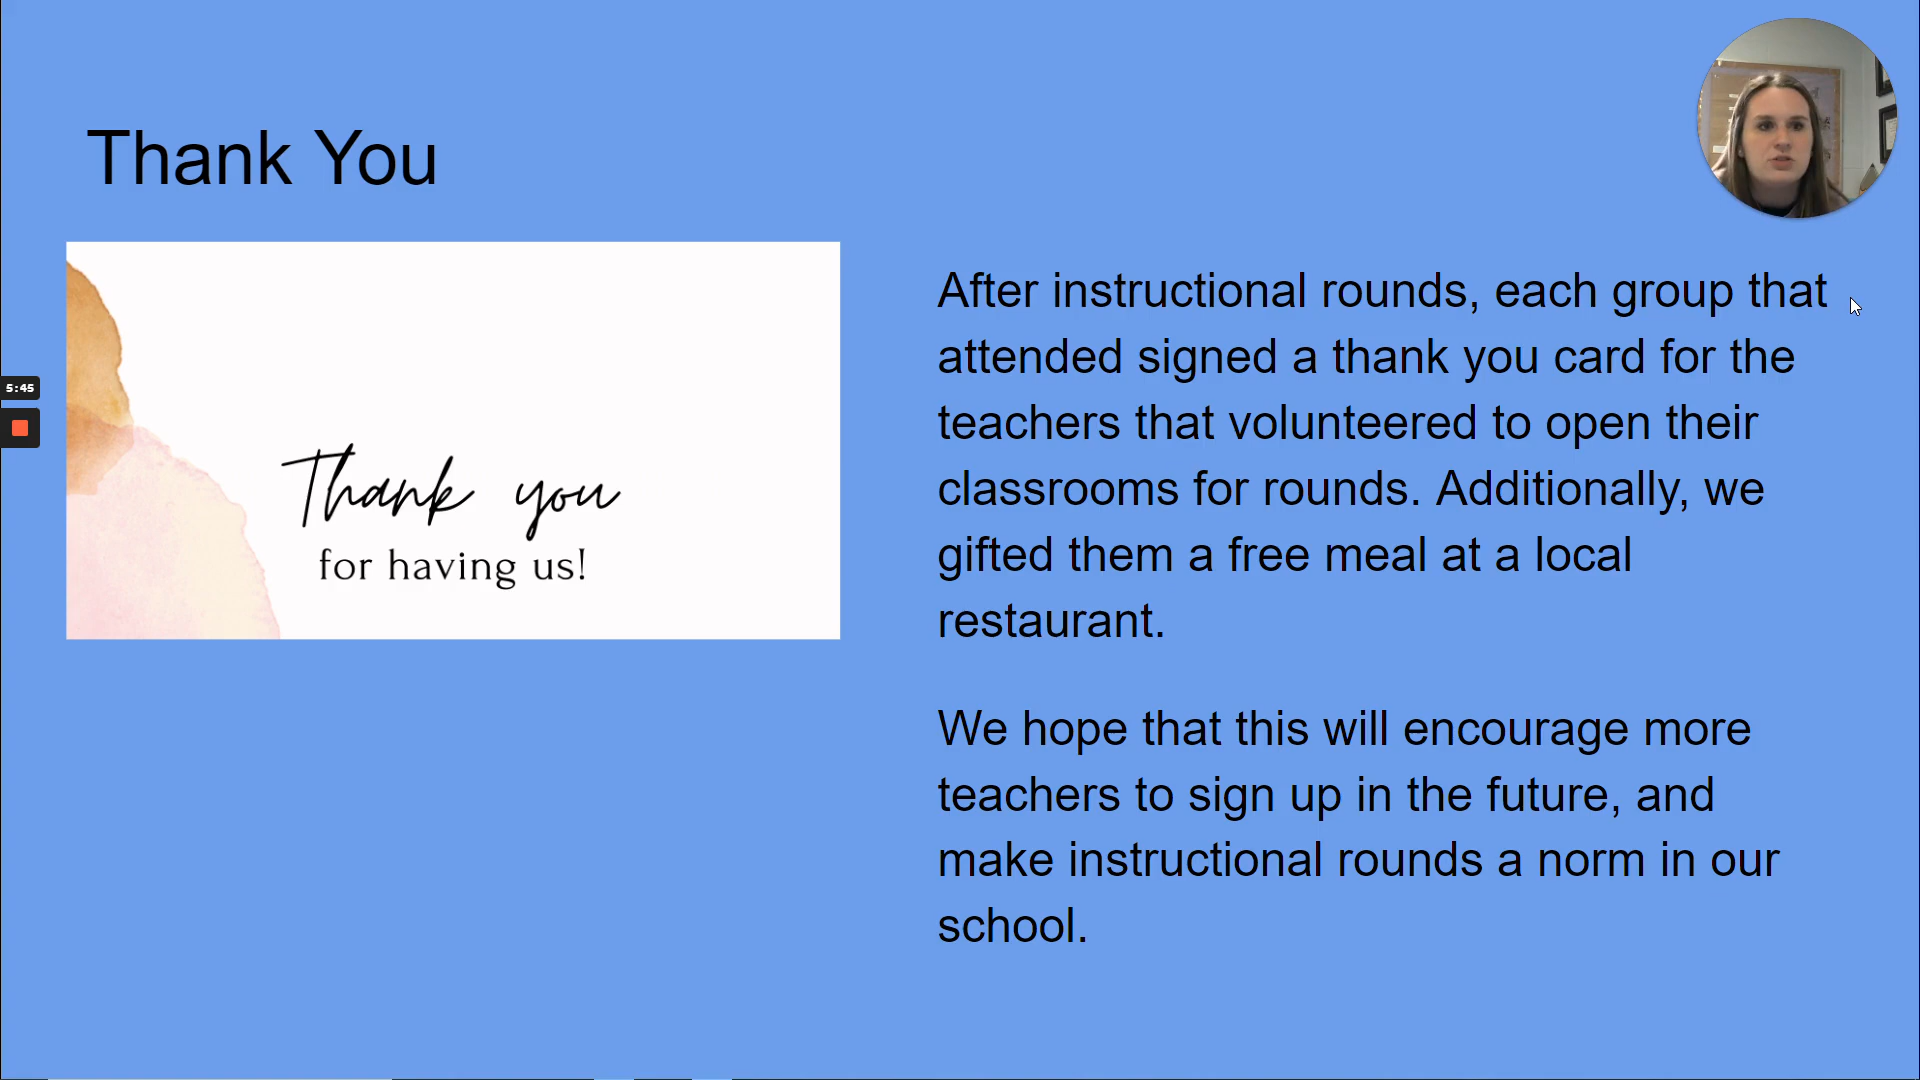 Thank You
Thank you
for having us!
5:45
After instructional rounds, each group that
attended signed a thank you card for the
teachers that volunteered to open their
classrooms for rounds. Additionally, we
gifted them a free meal at a local
restaurant.
We hope that this will encourage more
teachers to sign up in the future, and
make instructional rounds a norm in our
school.